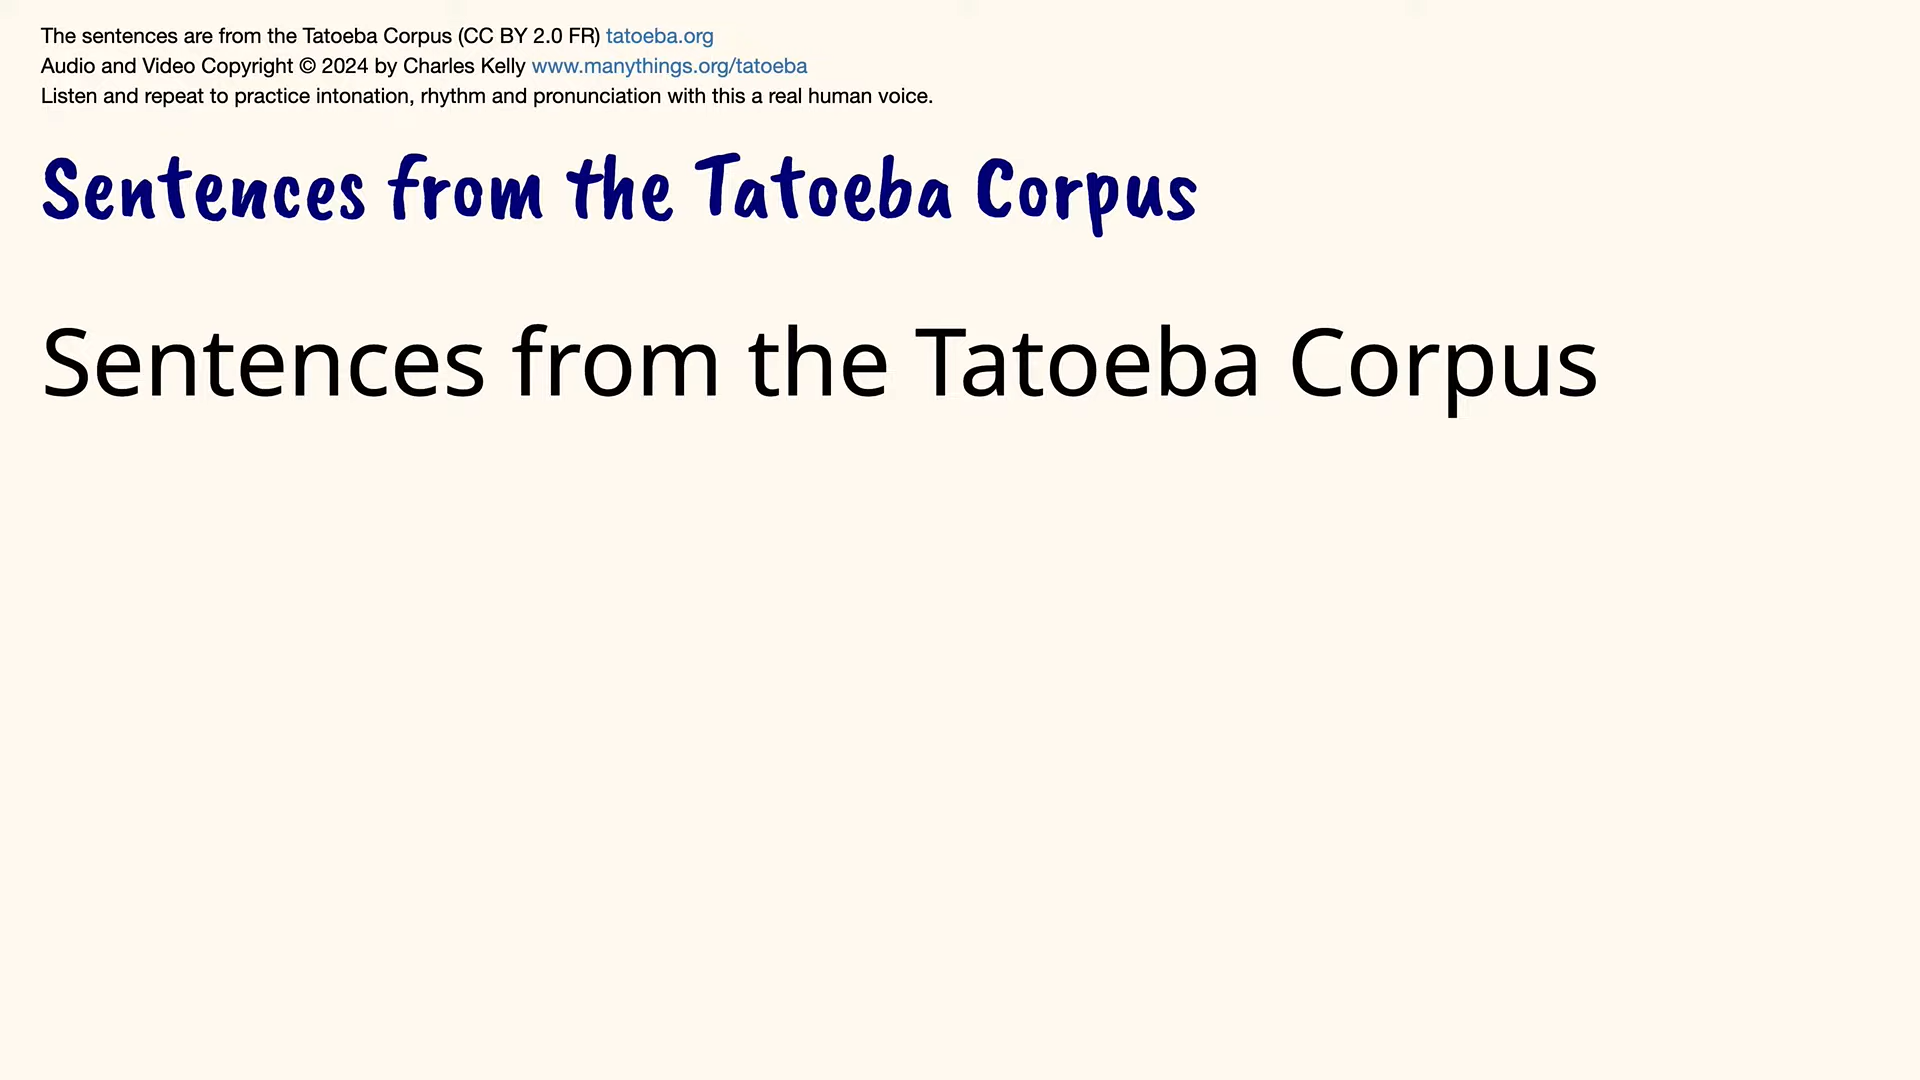 The sentences are from the Tatoeba Corpus (CC BY 2.0 FR) tatoeba.org
Audio and Video Copyright © 2024 by Charles Kelly www.manythings.org/tatoeba
Listen and repeat to practice intonation, rhythm and pronunciation with this a real human voice.
Sentences from the Tatoeba Corpus
Sentences from the Tatoeba Corpus